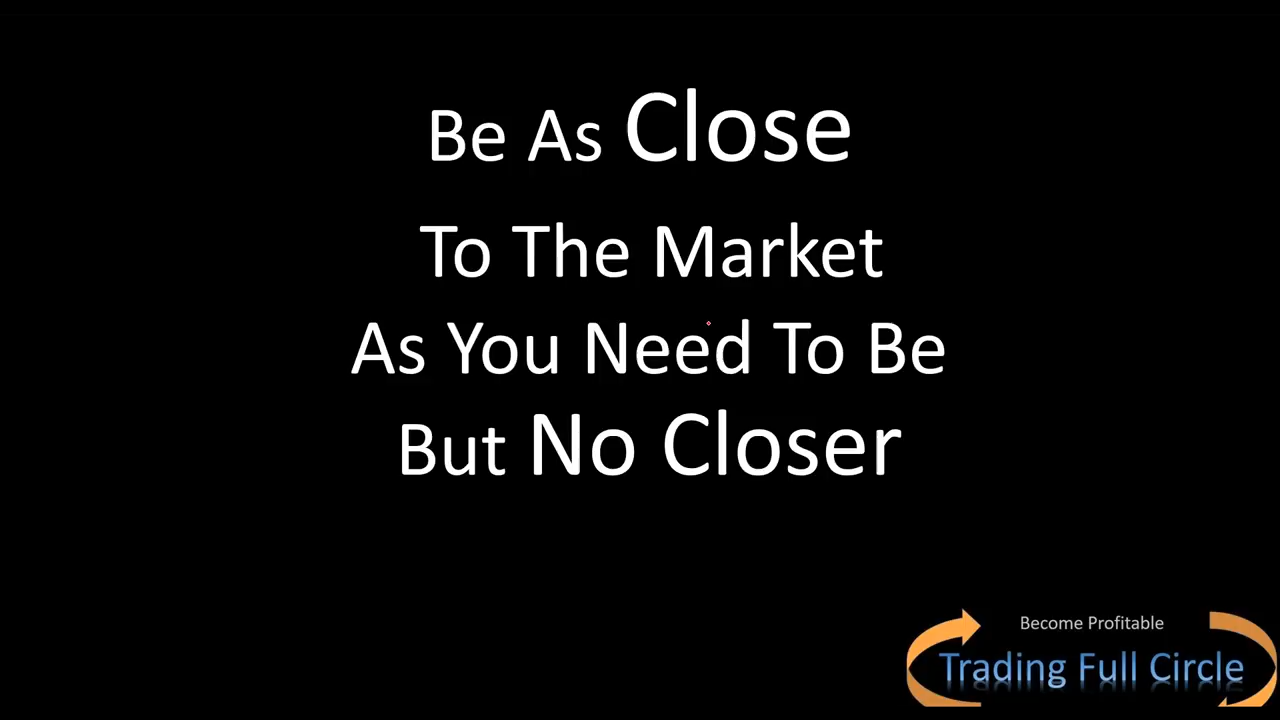 Be As Close
To The Market
As You Need To Be
But No Closer
Become Profitable
Trading Full Circle